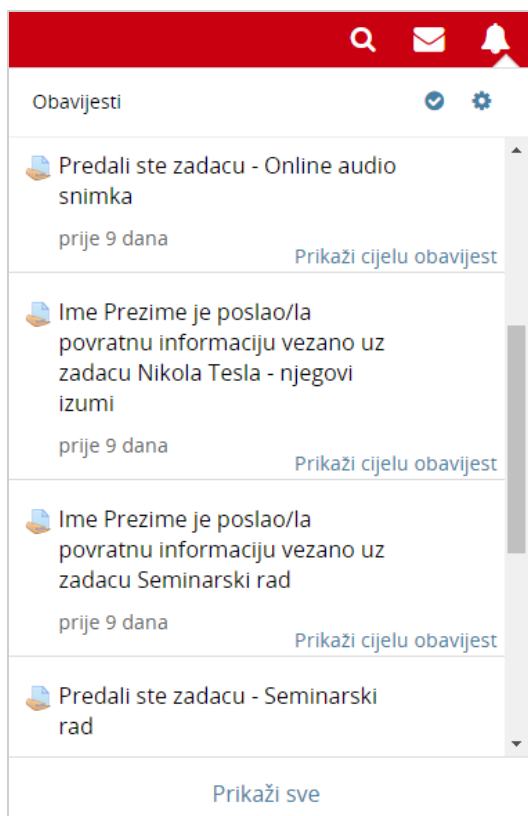 Obavijesti
Predali ste zadacu - Online audio
snimka
prije 9 dana
Prikaži cijelu obavijest
Ime Prezime je poslao/la
povratnu informaciju vezano uz
zadacu Nikola Tesla - njegovi
izumi
prije 9 dana
Prikaži cijelu obavijest
Ime Prezime je poslao/la
povratnu informaciju vezano uz
zadacu Seminarski rad
prije 9 dana
Prikaži cijelu obavijest
Predali ste zadacu - Seminarski
rad
Prikaži sve